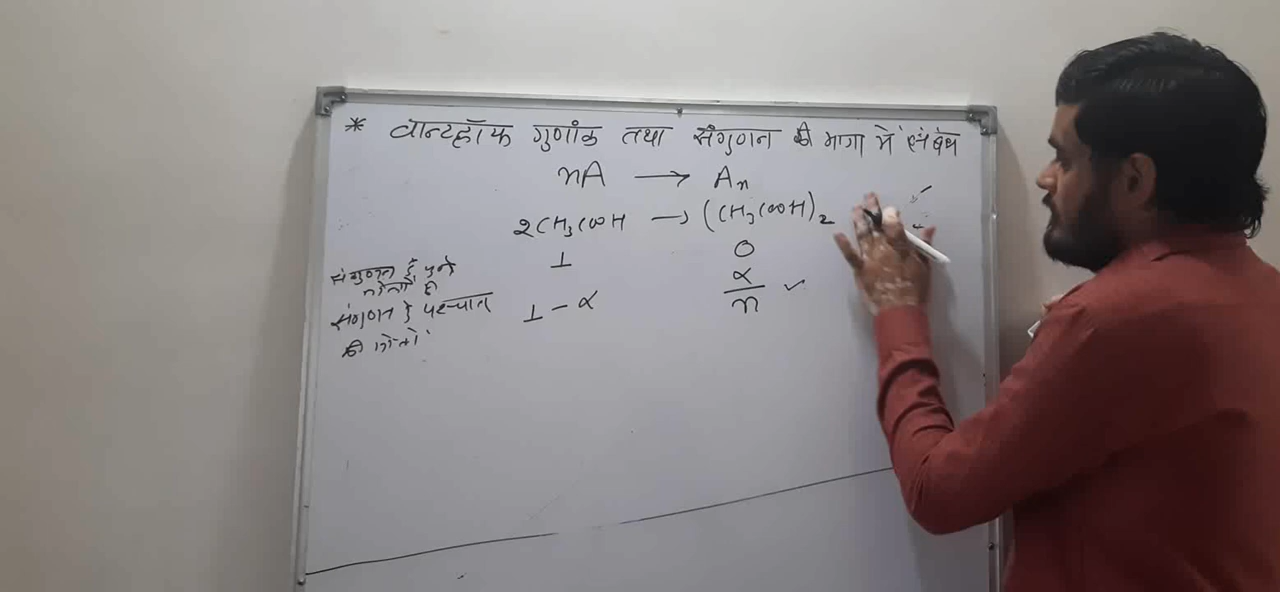 * वान्टहॉफ गुणांक तथा संगुणन की मात्रा में संबंध
nA ⟶ Aₙ
2CH₃COOH ⟶ (CH₃COOH)₂
संगुणन के पूर्व 1 0
संगुणन के पश्चात 1 - α α/n ✓
की मोलों